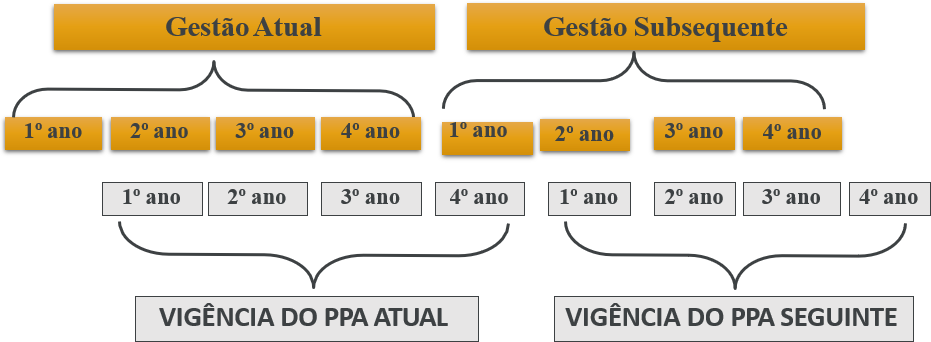 Gestão Atual
Gestão Subsequente
1º ano
2º ano
3º ano
4º ano
1º ano
2º ano
3º ano
4º ano
1º ano
2º ano
3º ano
4º ano
1º ano
2º ano
3º ano
4º ano
VIGÊNCIA DO PPA ATUAL
VIGÊNCIA DO PPA SEGUINTE